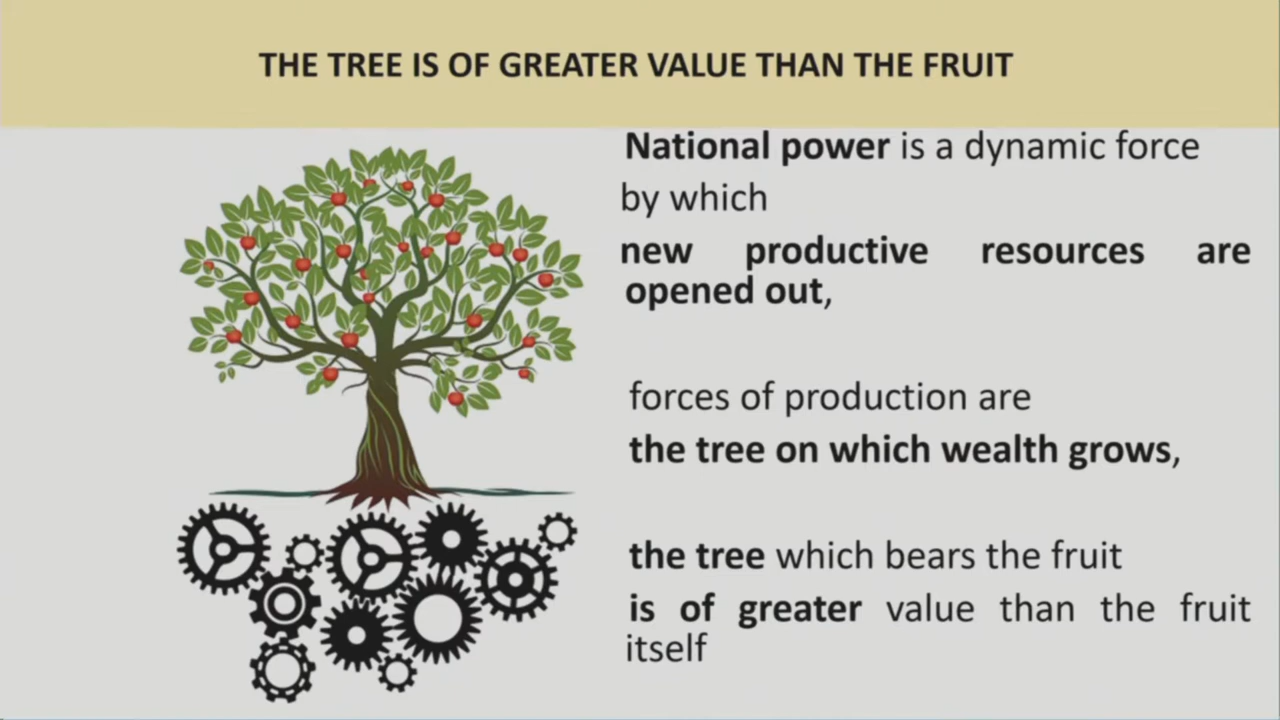 THE TREE IS OF GREATER VALUE THAN THE FRUIT
National power is a dynamic force
by which
new productive resources are
opened out,
forces of production are
the tree on which wealth grows,
the tree which bears the fruit
is of greater value than the fruit
itself